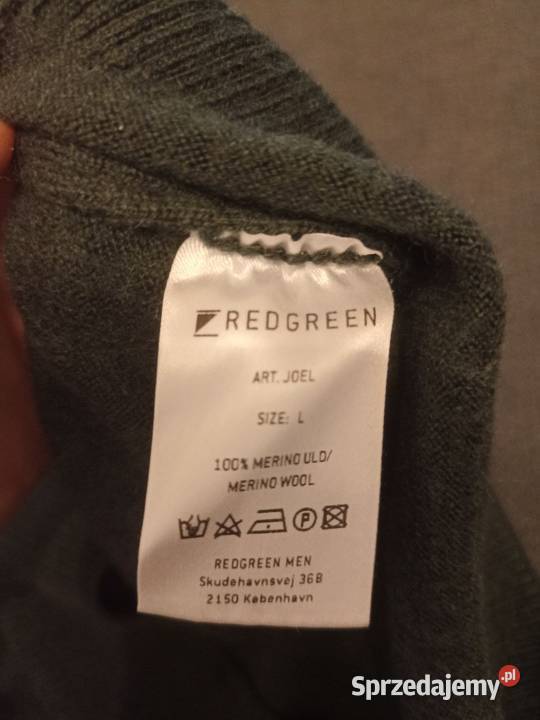 REDGREEN
ART. JOEL
SIZE: L
100% MERINO ULD/
MERINO WOOL
P
REDGREEN MEN
Skudehavnsvej 36B
2150 København
Sprzedajemy.pl